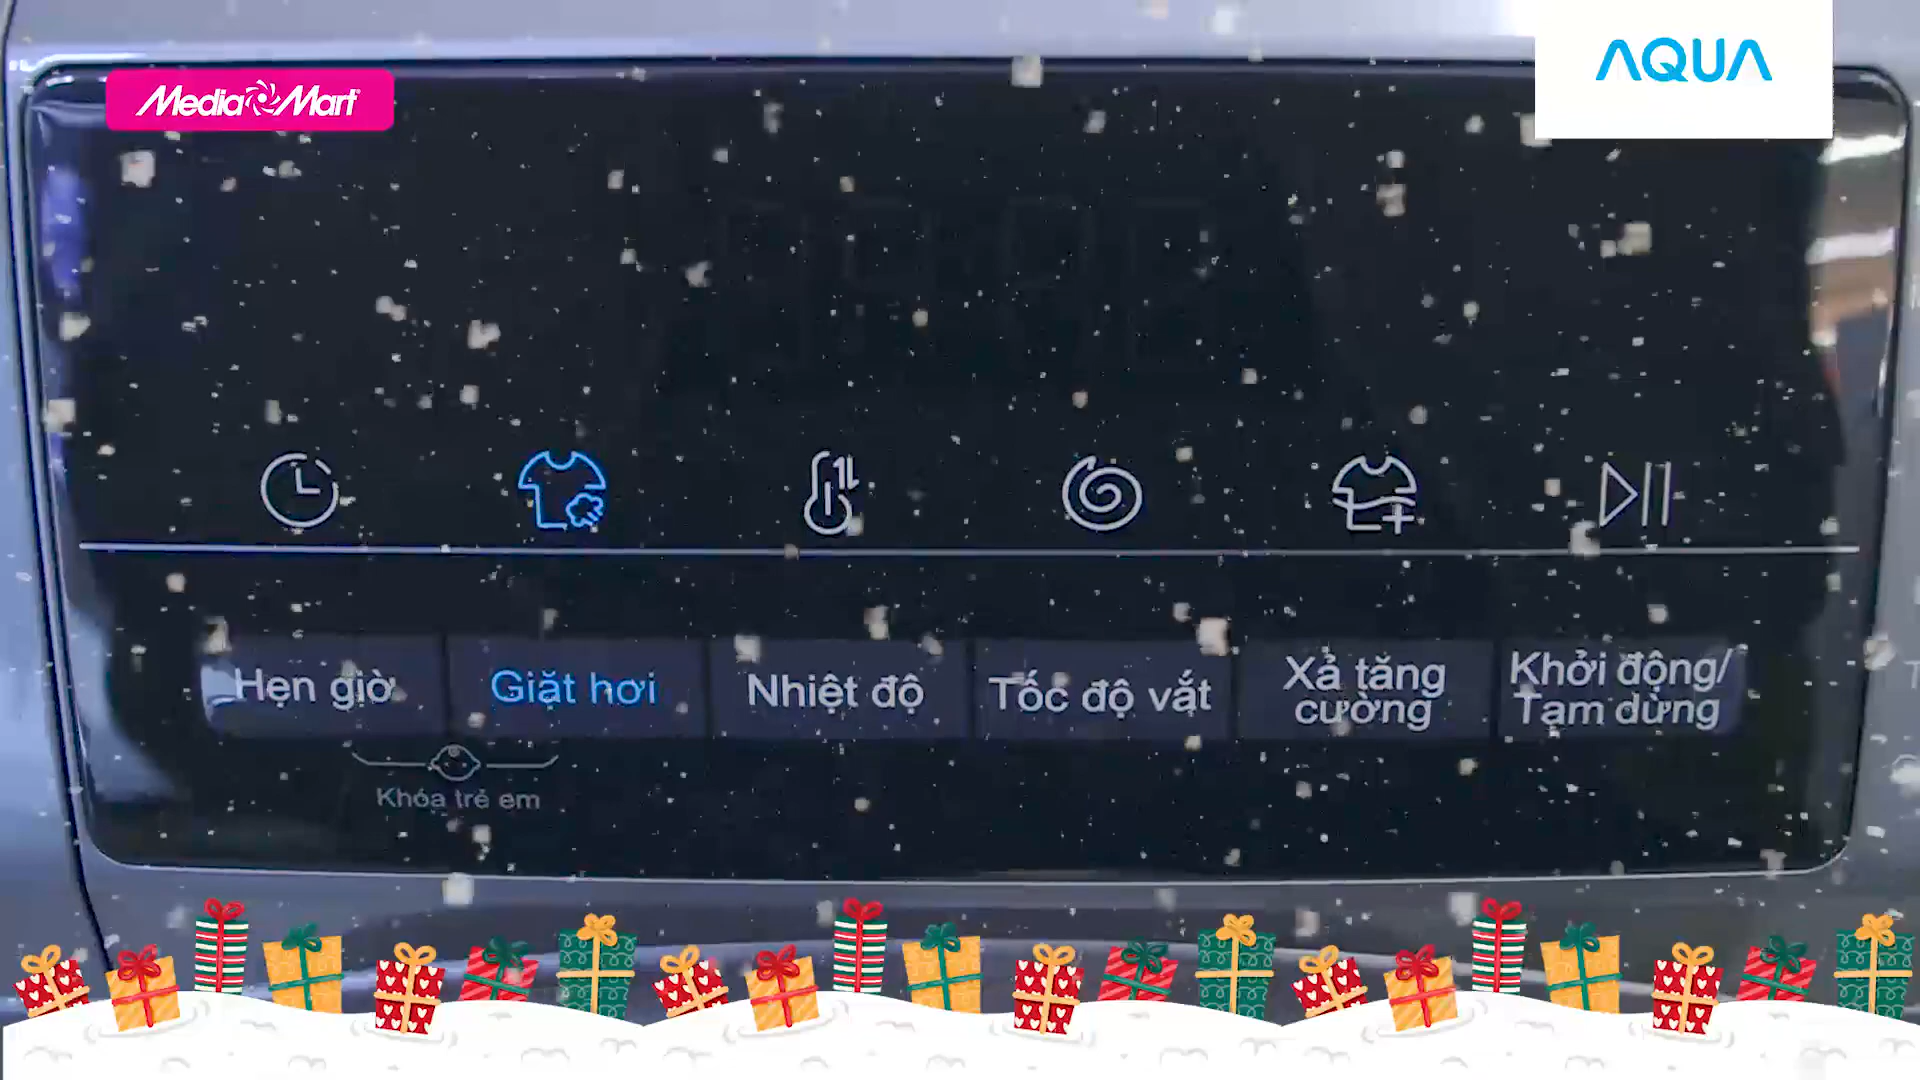 MediaMart
AQUA
Hẹn giờ
Giặt hơi
Nhiệt độ
Tốc độ vắt
Xả tăng
cường
Khởi động/
Tạm dừng
Khóa trẻ em